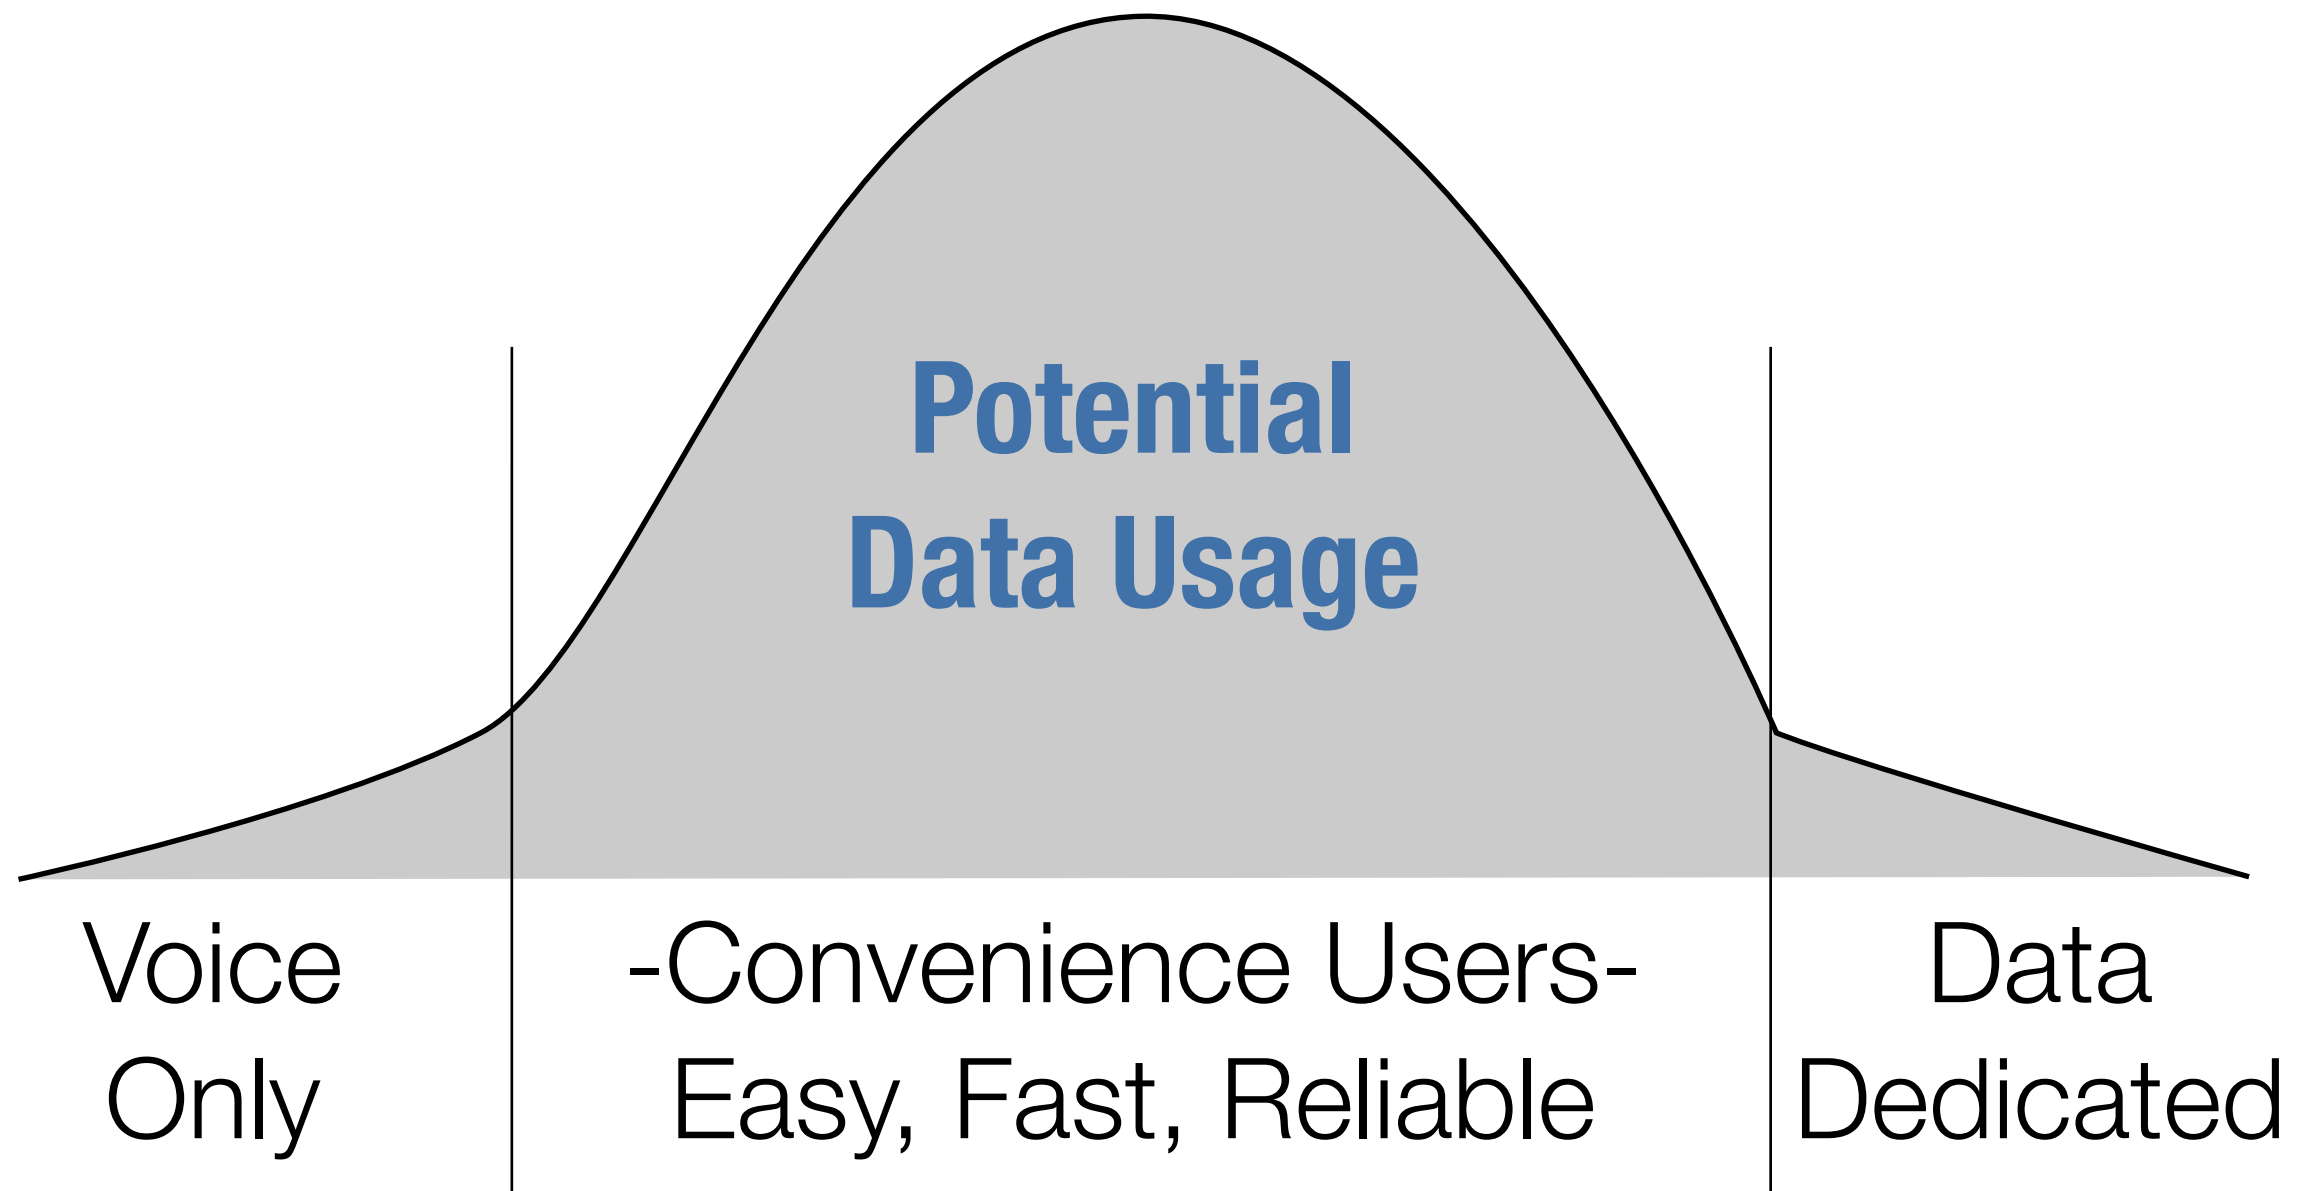 Potential
Data Usage
Voice
Only
-Convenience Users-
Easy, Fast, Reliable
Data
Dedicated